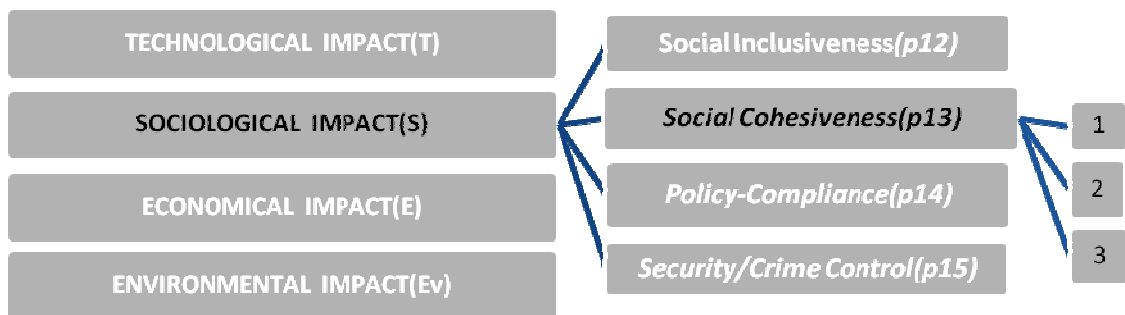 TECHNOLOGICAL IMPACT(T)
SOCIOLOGICAL IMPACT(S)
ECONOMICAL IMPACT(E)
ENVIRONMENTAL IMPACT(Ev)
Social Inclusiveness(p12)
Social Cohesiveness(p13)
Policy-Compliance(p14)
Security/Crime Control(p15)
1
2
3